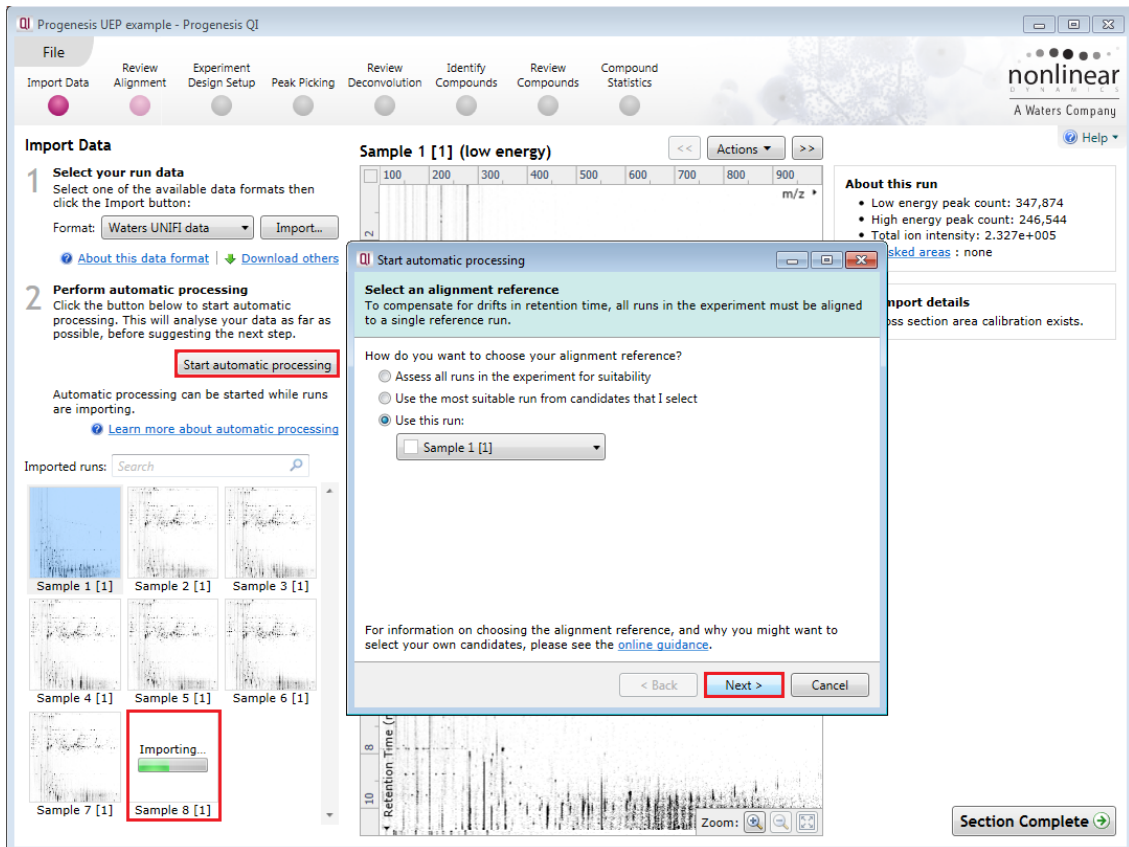 Progenesis UEP example - Progenesis QI
File
Import Data
Review Alignment
Experiment Design Setup
Peak Picking
Review Deconvolution
Identify Compounds
Review Compounds
Compound Statistics
nonlinear
DYNAMICS
A Waters Company
Help
Import Data
1 Select your run data
Select one of the available data formats then
click the Import button:
Format: Waters UNIFI data Import...
About this data format Download others
2 Perform automatic processing
Click the button below to start automatic
processing. This will analyse your data as far as
possible, before suggesting the next step.
Start automatic processing
Automatic processing can be started while runs
are importing.
Learn more about automatic processing
Imported runs: Search
Sample 1 [1] Sample 2 [1] Sample 3 [1]
Sample 4 [1] Sample 5 [1] Sample 6 [1]
Importing...
Sample 7 [1] Sample 8 [1]
Sample 1 [1] (low energy)
<< Actions >>
100 200 300 400 500 600 700 800 900
m/z
2
Start automatic processing
Select an alignment reference
To compensate for drifts in retention time, all runs in the experiment must be aligned
to a single reference run.
How do you want to choose your alignment reference?
Assess all runs in the experiment for suitability
Use the most suitable run from candidates that I select
Use this run:
Sample 1 [1]
For information on choosing the alignment reference, and why you might want to
select your own candidates, please see the online guidance.
< Back Next > Cancel
8
10
Retention Time (
Zoom:
About this run
• Low energy peak count: 347,874
• High energy peak count: 246,544
• Total ion intensity: 2.327e+005
sked areas : none
mport details
oss section area calibration exists.
Section Complete